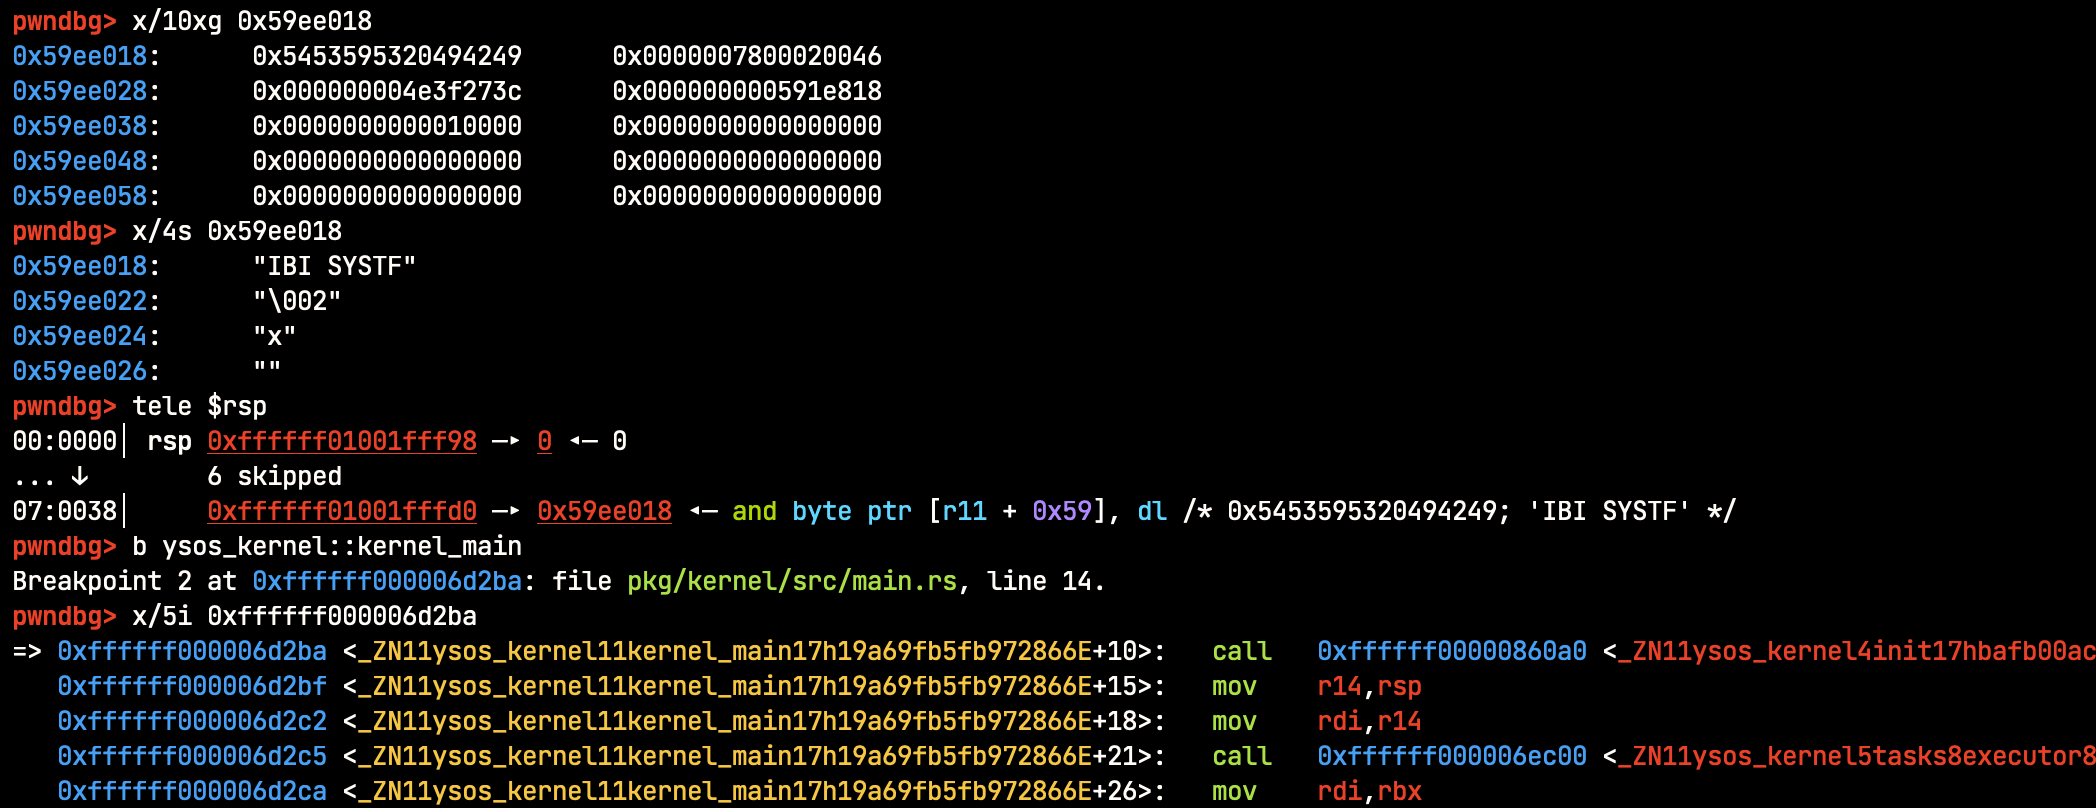 pwndbg> x/10xg 0x59ee018
0x59ee018:      0x5453595320494249      0x0000007800020046
0x59ee028:      0x000000004e3f273c      0x000000000591e818
0x59ee038:      0x0000000000010000      0x0000000000000000
0x59ee048:      0x0000000000000000      0x0000000000000000
0x59ee058:      0x0000000000000000      0x0000000000000000
pwndbg> x/4s 0x59ee018
0x59ee018:      "IBI SYSTF"
0x59ee022:      "\002"
0x59ee024:      "x"
0x59ee026:      ""
pwndbg> tele $rsp
00:0000│ rsp 0xffffff01001fff98 —▸ 0 ◂— 0
... ↓        6 skipped
07:0038│     0xffffff01001fffd0 —▸ 0x59ee018 ◂— and byte ptr [r11 + 0x59], dl /* 0x5453595320494249; 'IBI SYSTF' */
pwndbg> b ysos_kernel::kernel_main
Breakpoint 2 at 0xffffff000006d2ba: file pkg/kernel/src/main.rs, line 14.
pwndbg> x/5i 0xffffff000006d2ba
=> 0xffffff000006d2ba <_ZN11ysos_kernel11kernel_main17h19a69fb5fb972866E+10>:   call   0xffffff00000860a0 <_ZN11ysos_kernel4init17hbafb00ac
   0xffffff000006d2bf <_ZN11ysos_kernel11kernel_main17h19a69fb5fb972866E+15>:   mov    r14,rsp
   0xffffff000006d2c2 <_ZN11ysos_kernel11kernel_main17h19a69fb5fb972866E+18>:   mov    rdi,r14
   0xffffff000006d2c5 <_ZN11ysos_kernel11kernel_main17h19a69fb5fb972866E+21>:   call   0xffffff000006ec00 <_ZN11ysos_kernel5tasks8executor8
   0xffffff000006d2ca <_ZN11ysos_kernel11kernel_main17h19a69fb5fb972866E+26>:   mov    rdi,rbx